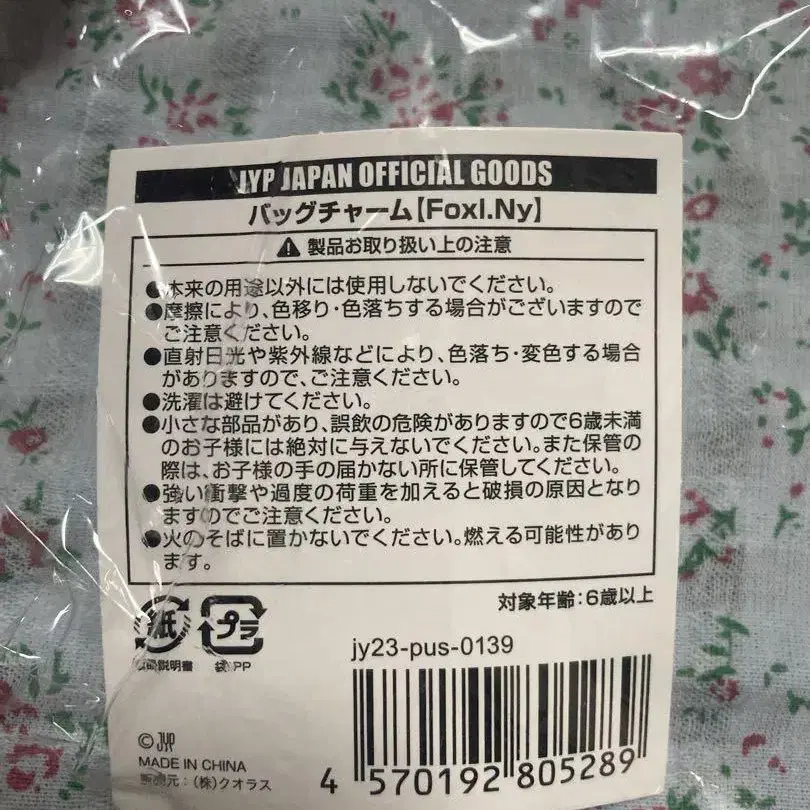 JYP JAPAN OFFICIAL GOODS
バッグチャーム【FoxI.Ny】
製品お取り扱い上の注意
●本来の用途以外には使用しないでください。
●摩擦により、色移り・色落ちする場合がございますので
ご注意ください。
●直射日光や紫外線などにより、色落ち・変色する場合
がありますので、ご注意ください。
●洗濯は避けてください。
●小さな部品があり、誤飲の危険がありますので6歳未満
のお子様には絶対に与えないでください。また保管の
際は、お子様の手の届かない所に保管してください。
●強い衝撃や過度の荷重を加えると破損の原因となり
ますのでご注意ください。
●火のそばに置かないでください。燃える可能性があり
ます。
対象年齢：6歳以上
紙 プラ
取扱説明書 袋:PP
jy23-pus-0139
© JYP
MADE IN CHINA
販売元：（株）クオラス
4 570192 805289